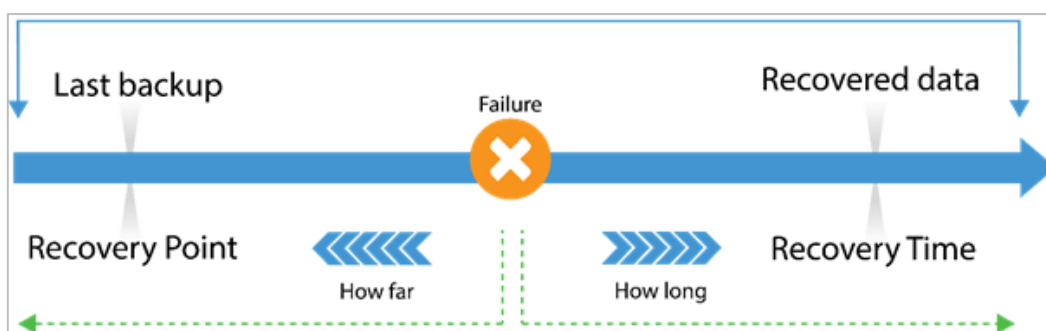 Last backup
Failure
Recovered data
Recovery Point
Recovery Time
How far
How long